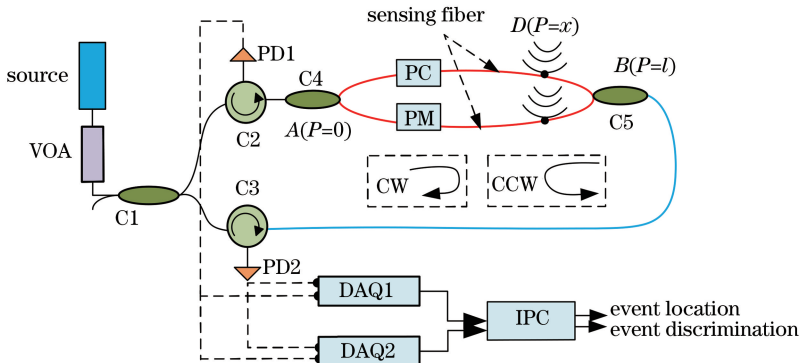 sensing fiber
D(P=x)
source
PD1
C4
PC
B(P=l)
VOA
A(P=0)
PM
C5
C2
C3
CW
CCW
C1
PD2
DAQ1
IPC
event location
event discrimination
DAQ2